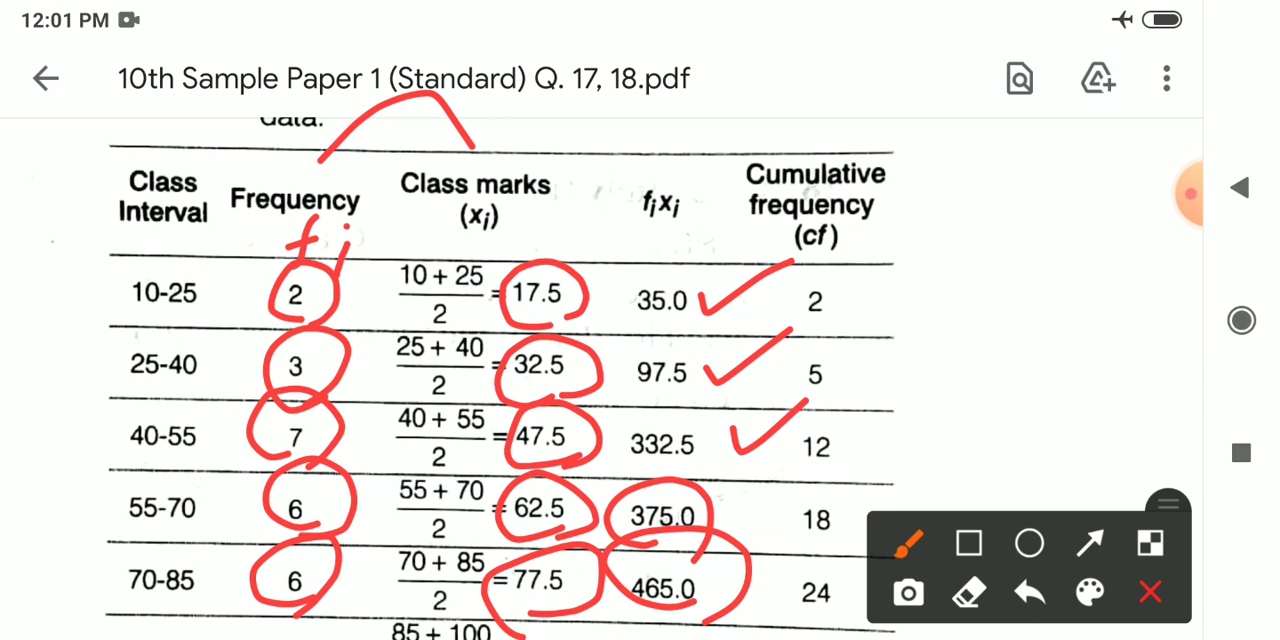 12:01 PM
10th Sample Paper 1 (Standard) Q. 17, 18.pdf
data.
Class Interval Frequency Class marks (xi) fixi Cumulative frequency (cf)
fi
10-25 2 10 + 25 / 2 = 17.5 35.0 2
25-40 3 25 + 40 / 2 = 32.5 97.5 5
40-55 7 40 + 55 / 2 = 47.5 332.5 12
55-70 6 55 + 70 / 2 = 62.5 375.0 18
70-85 6 70 + 85 / 2 = 77.5 465.0 24
85 + 100